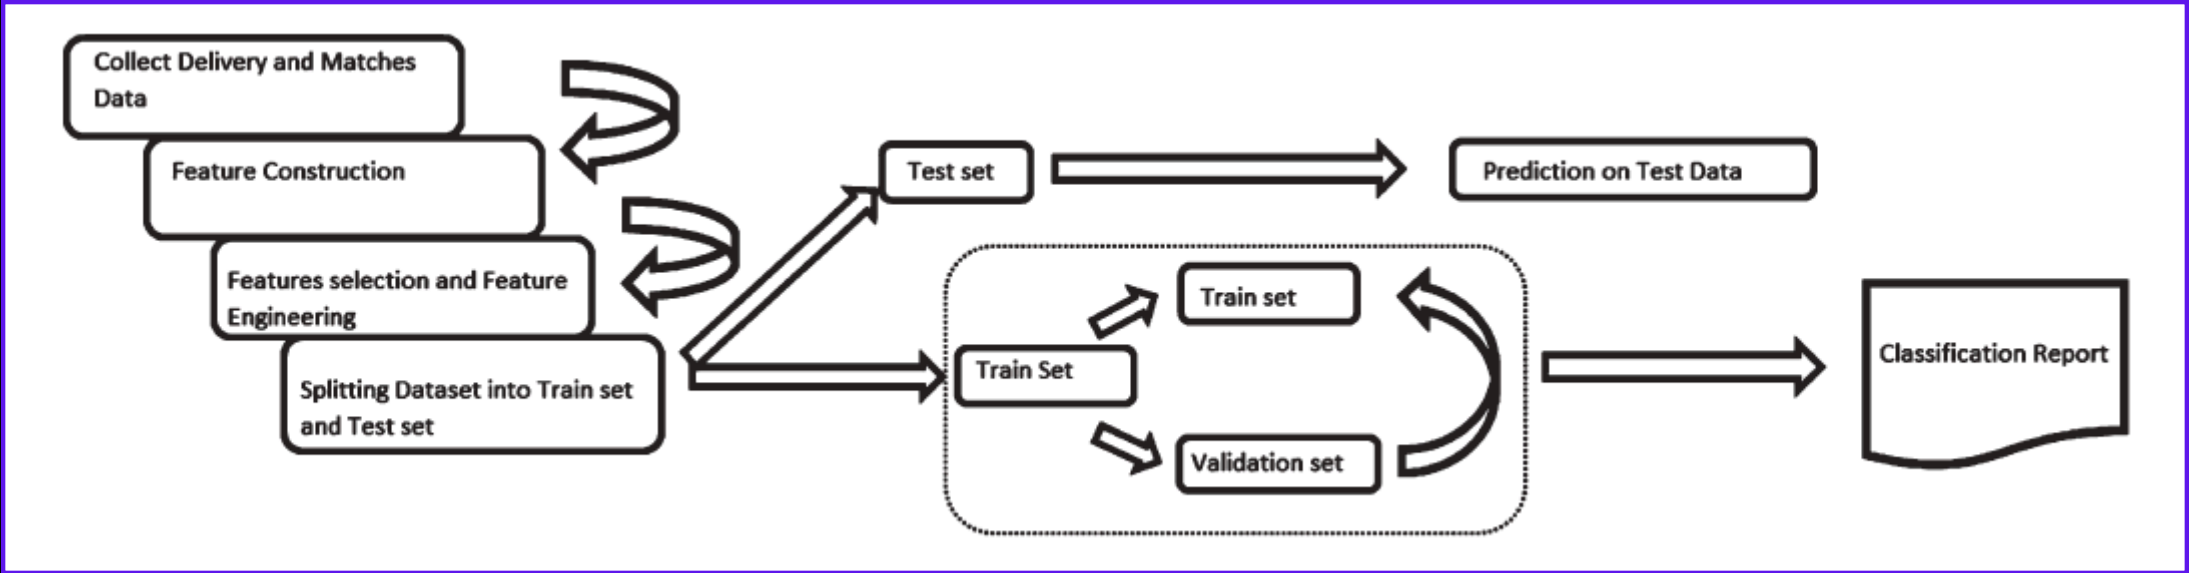 Collect Delivery and Matches
Data
Feature Construction
Features selection and Feature
Engineering
Splitting Dataset into Train set
and Test set
Test set
Prediction on Test Data
Train Set
Train set
Validation set
Classification Report